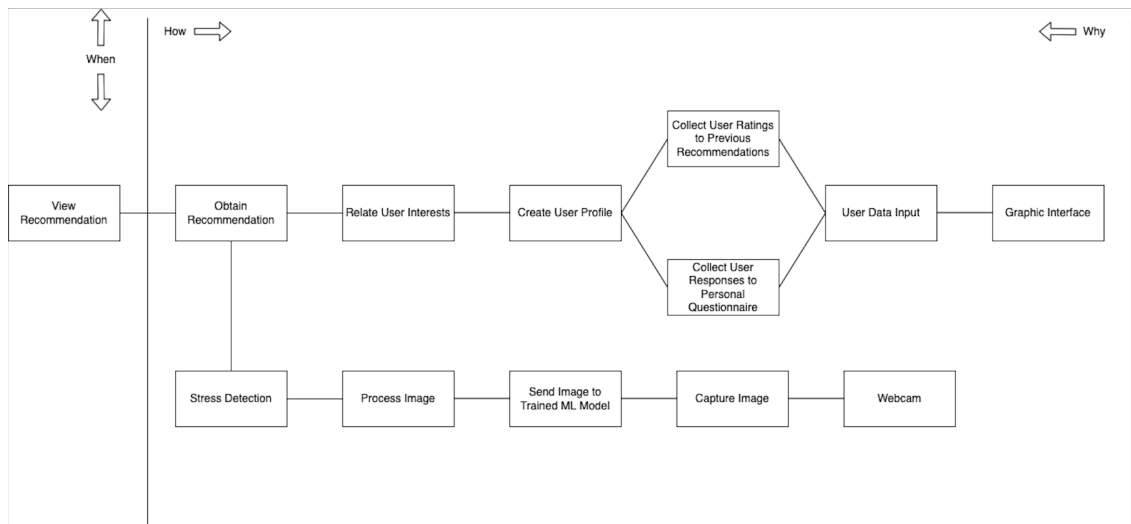 How
Why
When
Collect User Ratings
to Previous
Recommendations
View
Recommendation
Obtain
Recommendation
Relate User Interests
Create User Profile
User Data Input
Graphic Interface
Collect User
Responses to
Personal
Questionnaire
Stress Detection
Process Image
Send Image to
Trained ML Model
Capture Image
Webcam